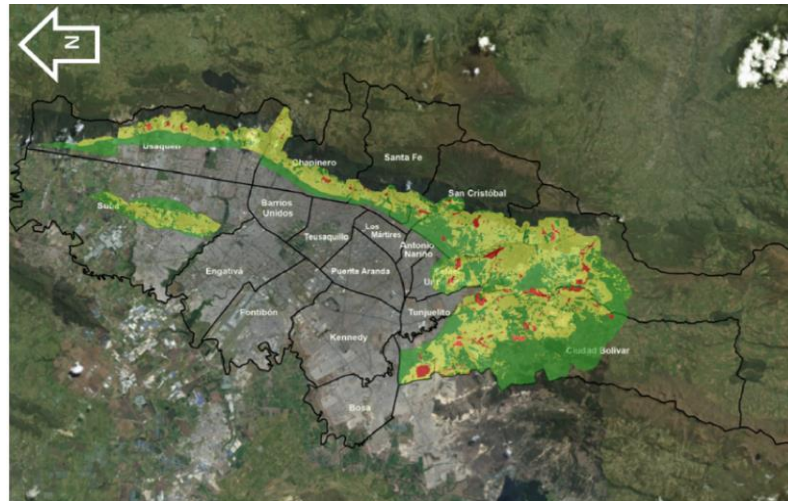 N
Usaquén
Chapinero
Santa Fe
San Cristóbal
Suba
Barrios
Unidos
Teusaquillo
Los
Mártires
Antonio
Nariño
Engativá
Puente Aranda
Fontibón
Tunjuelito
Kennedy
Ciudad Bolívar
Bosa